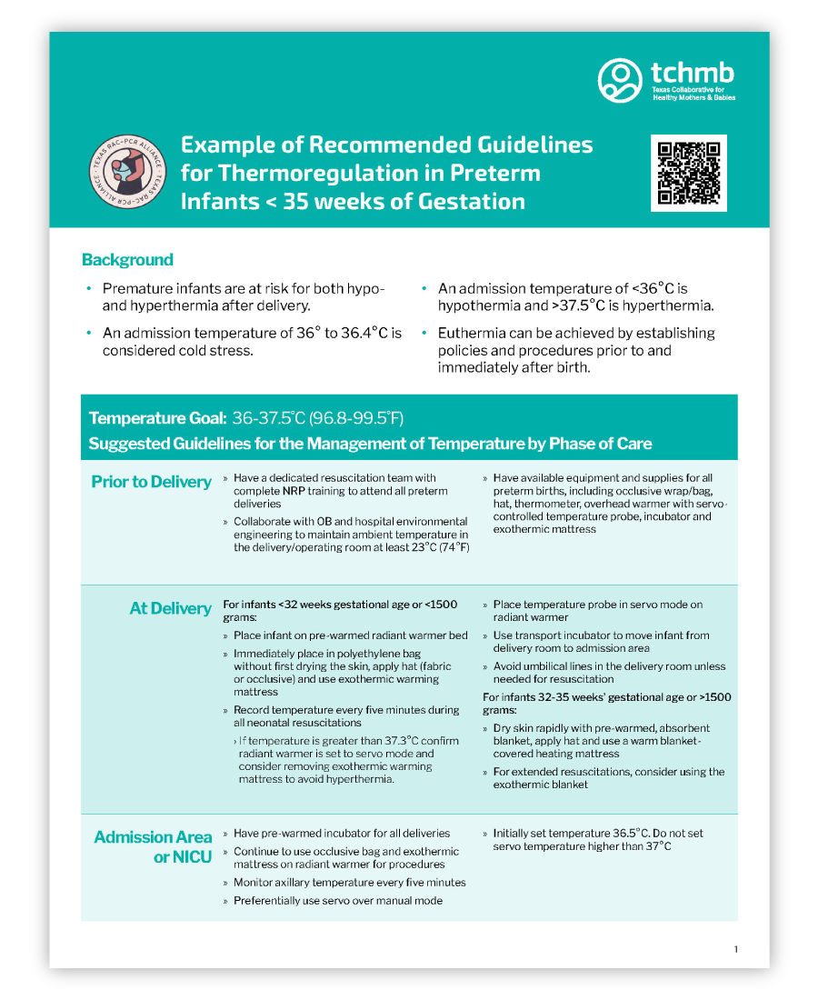 tchmb
Texas Collaborative for
Healthy Mothers & Babies
TEXAS RAC-PCR ALLIANCE · TEXAS RAC-PCR ALLIANCE ·
Example of Recommended Guidelines
for Thermoregulation in Preterm
Infants < 35 weeks of Gestation
Background
• Premature infants are at risk for both hypo-
and hyperthermia after delivery.
• An admission temperature of 36° to 36.4°C is
considered cold stress.
• An admission temperature of <36°C is
hypothermia and >37.5°C is hyperthermia.
• Euthermia can be achieved by establishing
policies and procedures prior to and
immediately after birth.
Temperature Goal: 36-37.5°C (96.8-99.5°F)
Suggested Guidelines for the Management of Temperature by Phase of Care
Prior to Delivery
» Have a dedicated resuscitation team with
complete NRP training to attend all preterm
deliveries
» Collaborate with OB and hospital environmental
engineering to maintain ambient temperature in
the delivery/operating room at least 23°C (74°F)
» Have available equipment and supplies for all
preterm births, including occlusive wrap/bag,
hat, thermometer, overhead warmer with servo-
controlled temperature probe, incubator and
exothermic mattress
At Delivery
For infants <32 weeks gestational age or <1500
grams:
» Place infant on pre-warmed radiant warmer bed
» Immediately place in polyethylene bag
without first drying the skin, apply hat (fabric
or occlusive) and use exothermic warming
mattress
» Record temperature every five minutes during
all neonatal resuscitations
› If temperature is greater than 37.3°C confirm
radiant warmer is set to servo mode and
consider removing exothermic warming
mattress to avoid hyperthermia.
» Place temperature probe in servo mode on
radiant warmer
» Use transport incubator to move infant from
delivery room to admission area
» Avoid umbilical lines in the delivery room unless
needed for resuscitation
For infants 32-35 weeks' gestational age or >1500
grams:
» Dry skin rapidly with pre-warmed, absorbent
blanket, apply hat and use a warm blanket-
covered heating mattress
» For extended resuscitations, consider using the
exothermic blanket
Admission Area
or NICU
» Have pre-warmed incubator for all deliveries
» Continue to use occlusive bag and exothermic
mattress on radiant warmer for procedures
» Monitor axillary temperature every five minutes
» Preferentially use servo over manual mode
» Initially set temperature 36.5°C. Do not set
servo temperature higher than 37°C
1